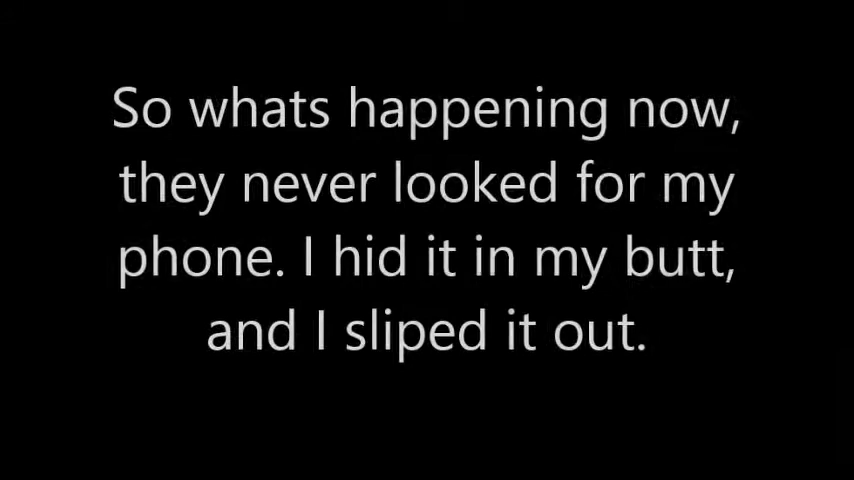 So whats happening now,
they never looked for my
phone. I hid it in my butt,
and I sliped it out.